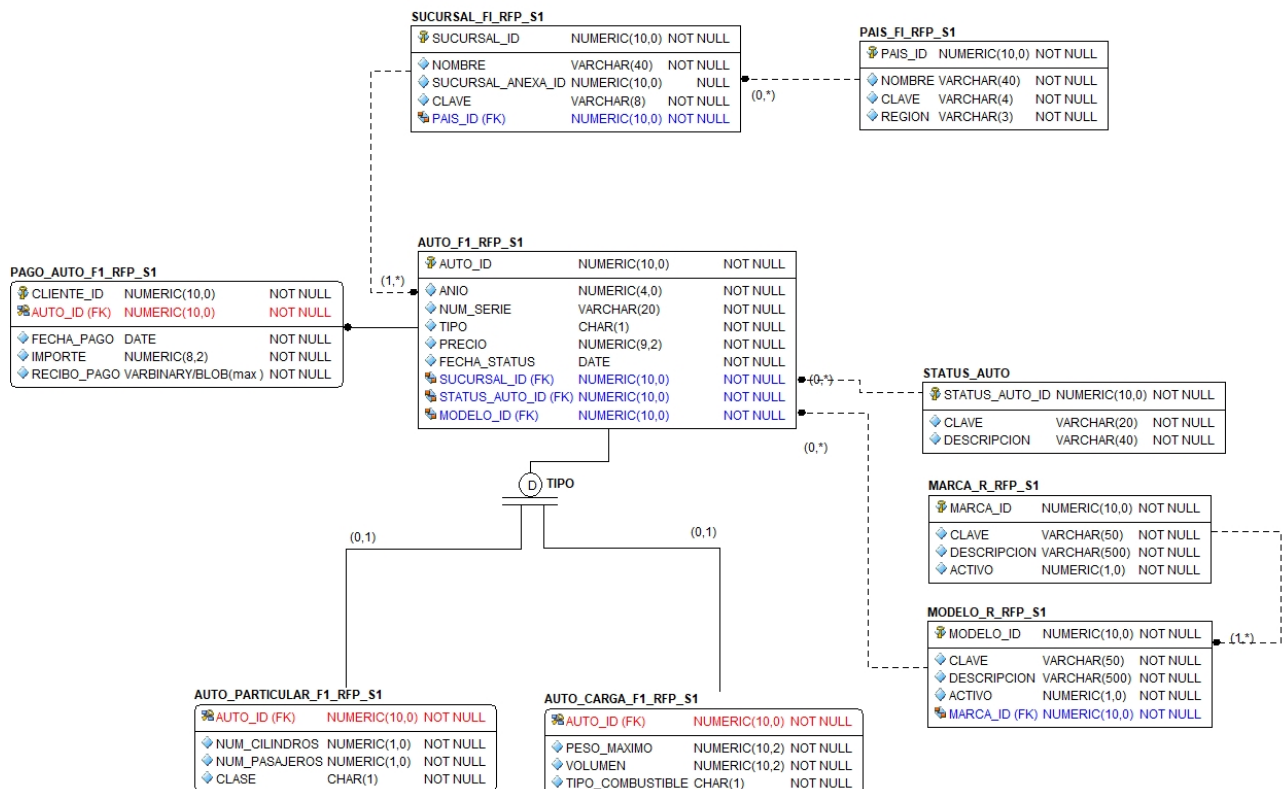 SUCURSAL_FI_RFP_S1
SUCURSAL_ID NUMERIC(10,0) NOT NULL
NOMBRE VARCHAR(40) NOT NULL
SUCURSAL_ANEXA_ID NUMERIC(10,0) NULL
CLAVE VARCHAR(8) NOT NULL
PAIS_ID (FK) NUMERIC(10,0) NOT NULL
(0,*)
PAIS_FI_RFP_S1
PAIS_ID NUMERIC(10,0) NOT NULL
NOMBRE VARCHAR(40) NOT NULL
CLAVE VARCHAR(4) NOT NULL
REGION VARCHAR(3) NOT NULL
PAGO_AUTO_F1_RFP_S1
CLIENTE_ID NUMERIC(10,0) NOT NULL
AUTO_ID (FK) NUMERIC(10,0) NOT NULL
FECHA_PAGO DATE NOT NULL
IMPORTE NUMERIC(8,2) NOT NULL
RECIBO_PAGO VARBINARY/BLOB(max ) NOT NULL
(1,*)
AUTO_F1_RFP_S1
AUTO_ID NUMERIC(10,0) NOT NULL
ANIO NUMERIC(4,0) NOT NULL
NUM_SERIE VARCHAR(20) NOT NULL
TIPO CHAR(1) NOT NULL
PRECIO NUMERIC(9,2) NOT NULL
FECHA_STATUS DATE NOT NULL
SUCURSAL_ID (FK) NUMERIC(10,0) NOT NULL
STATUS_AUTO_ID (FK) NUMERIC(10,0) NOT NULL
MODELO_ID (FK) NUMERIC(10,0) NOT NULL
(0,*)
(0,*)
STATUS_AUTO
STATUS_AUTO_ID NUMERIC(10,0) NOT NULL
CLAVE VARCHAR(20) NOT NULL
DESCRIPCION VARCHAR(40) NOT NULL
MARCA_R_RFP_S1
MARCA_ID NUMERIC(10,0) NOT NULL
CLAVE VARCHAR(50) NOT NULL
DESCRIPCION VARCHAR(500) NOT NULL
ACTIVO NUMERIC(1,0) NOT NULL
MODELO_R_RFP_S1
MODELO_ID NUMERIC(10,0) NOT NULL
CLAVE VARCHAR(50) NOT NULL
DESCRIPCION VARCHAR(500) NOT NULL
ACTIVO NUMERIC(1,0) NOT NULL
MARCA_ID (FK) NUMERIC(10,0) NOT NULL
(1,*)
D TIPO
(0,1)
(0,1)
AUTO_PARTICULAR_F1_RFP_S1
AUTO_ID (FK) NUMERIC(10,0) NOT NULL
NUM_CILINDROS NUMERIC(1,0) NOT NULL
NUM_PASAJEROS NUMERIC(1,0) NOT NULL
CLASE CHAR(1) NOT NULL
AUTO_CARGA_F1_RFP_S1
AUTO_ID (FK) NUMERIC(10,0) NOT NULL
PESO_MAXIMO NUMERIC(10,2) NOT NULL
VOLUMEN NUMERIC(10,2) NOT NULL
TIPO_COMBUSTIBLE CHAR(1) NOT NULL